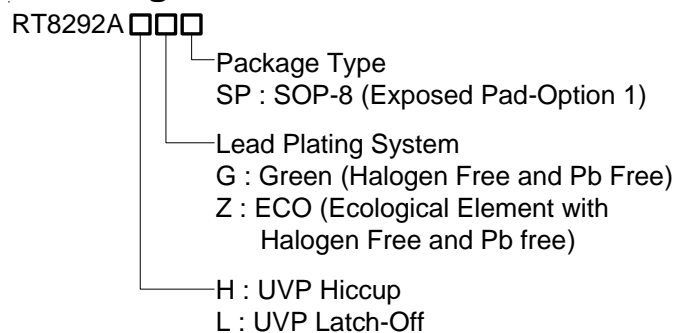 RT8292A
Package Type
SP : SOP-8 (Exposed Pad-Option 1)
Lead Plating System
G : Green (Halogen Free and Pb Free)
Z : ECO (Ecological Element with
Halogen Free and Pb free)
H : UVP Hiccup
L : UVP Latch-Off